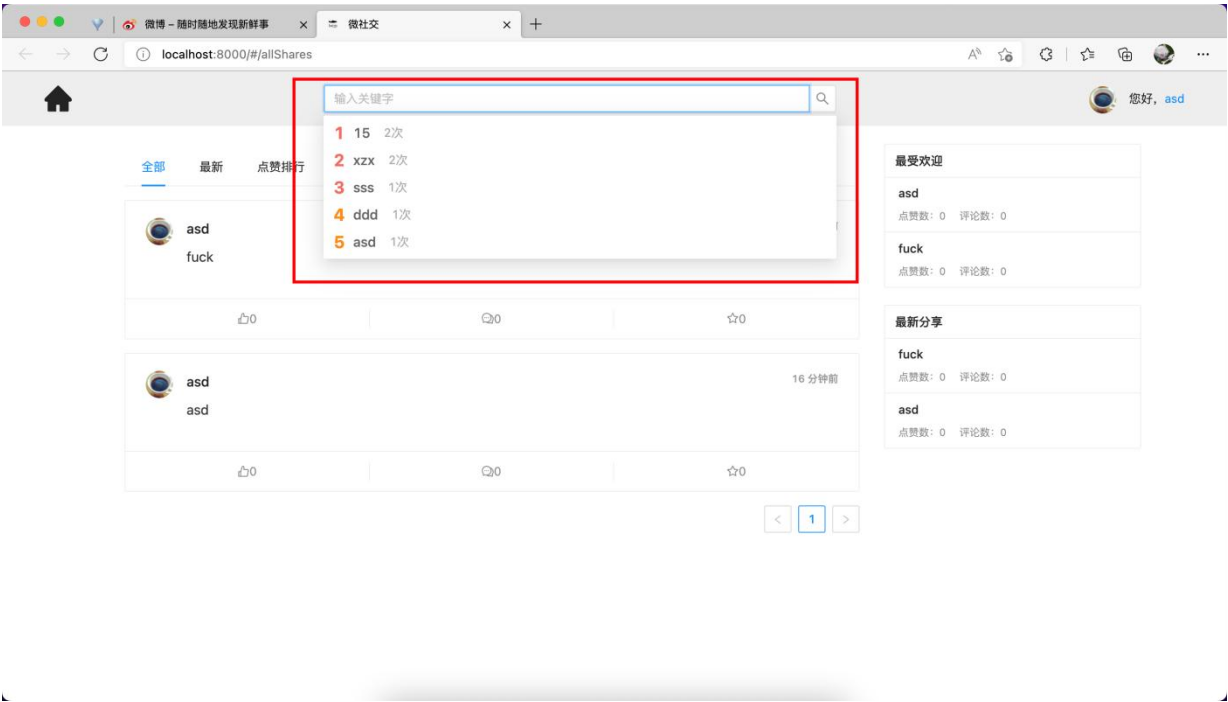 微博 – 随时随地发现新鲜事
微社交
localhost:8000/#/allShares
输入关键字
您好，asd
1 15 2次
2 xzx 2次
3 sss 1次
4 ddd 1次
5 asd 1次
全部 最新 点赞排行
asd
fuck
0 0 0
asd 16 分钟前
asd
0 0 0
< 1 >
最受欢迎
asd
点赞数：0 评论数：0
fuck
点赞数：0 评论数：0
最新分享
fuck
点赞数：0 评论数：0
asd
点赞数：0 评论数：0